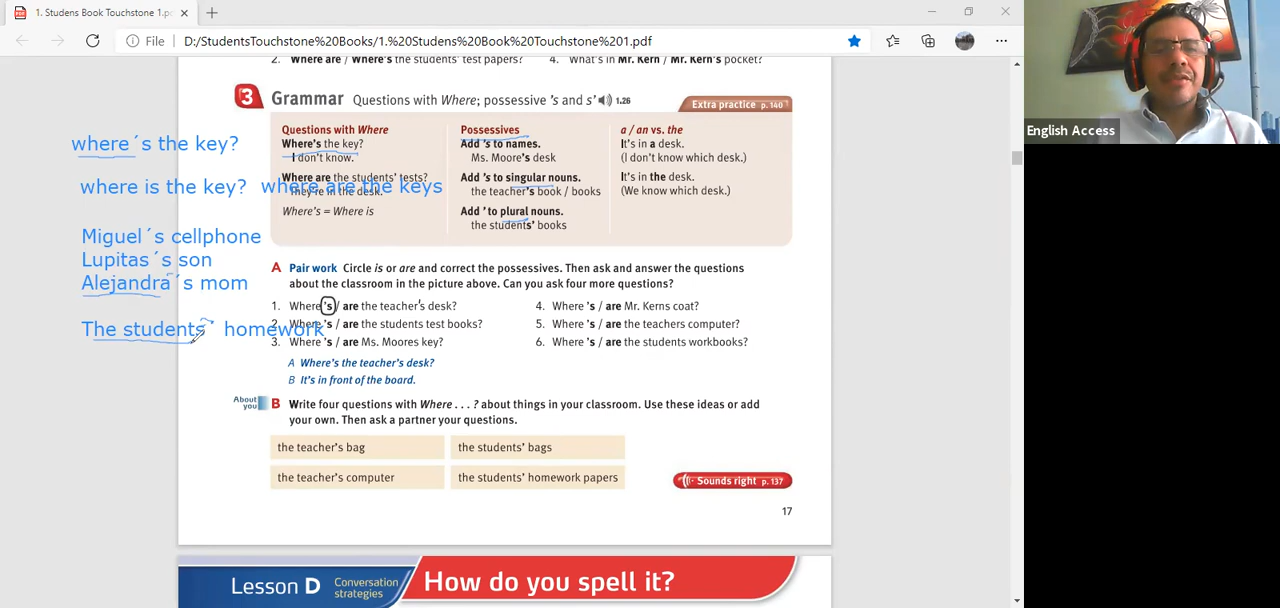 1. Studens Book Touchstone 1.pd
File D:/StudentsTouchstone%20Books/1.%20Studens%20Book%20Touchstone%201.pdf
2. Where are / Where's the students' test papers? 4. What's in Mr. Kern / Mr. Kern's pocket?
English Access
3 Grammar Questions with Where; possessive 's and s' 1.26
Extra practice p. 140
Questions with Where
Where's the key?
I don't know.
Where are the students' tests?
They're in the desk.
Where's = Where is
Possessives
Add 's to names.
Ms. Moore's desk
Add 's to singular nouns.
the teacher's book / books
Add ' to plural nouns.
the students' books
a / an vs. the
It's in a desk.
(I don't know which desk.)
It's in the desk.
(We know which desk.)
where´s the key?
where is the key? where are the keys
Miguel´s cellphone
Lupitas´s son
Alejandra´s mom
The students´ homework
A Pair work Circle is or are and correct the possessives. Then ask and answer the questions
about the classroom in the picture above. Can you ask four more questions?
1. Where 's / are the teacher's desk?
2. Where 's / are the students test books?
3. Where 's / are Ms. Moores key?
4. Where 's / are Mr. Kerns coat?
5. Where 's / are the teachers computer?
6. Where 's / are the students workbooks?
A Where's the teacher's desk?
B It's in front of the board.
About you
B Write four questions with Where . . . ? about things in your classroom. Use these ideas or add
your own. Then ask a partner your questions.
the teacher's bag the students' bags
the teacher's computer the students' homework papers
Sounds right p. 137
17
Lesson D Conversation strategies How do you spell it?